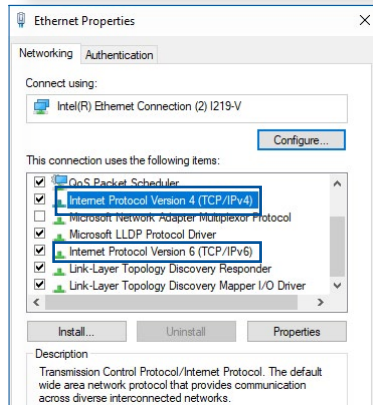 Ethernet Properties
Networking Authentication
Connect using:
Intel(R) Ethernet Connection (2) I219-V
Configure...
This connection uses the following items:
QoS Packet Scheduler
Internet Protocol Version 4 (TCP/IPv4)
Microsoft Network Adapter Multiplexor Protocol
Microsoft LLDP Protocol Driver
Internet Protocol Version 6 (TCP/IPv6)
Link-Layer Topology Discovery Responder
Link-Layer Topology Discovery Mapper I/O Driver
Install... Uninstall Properties
Description
Transmission Control Protocol/Internet Protocol. The default
wide area network protocol that provides communication
across diverse interconnected networks.